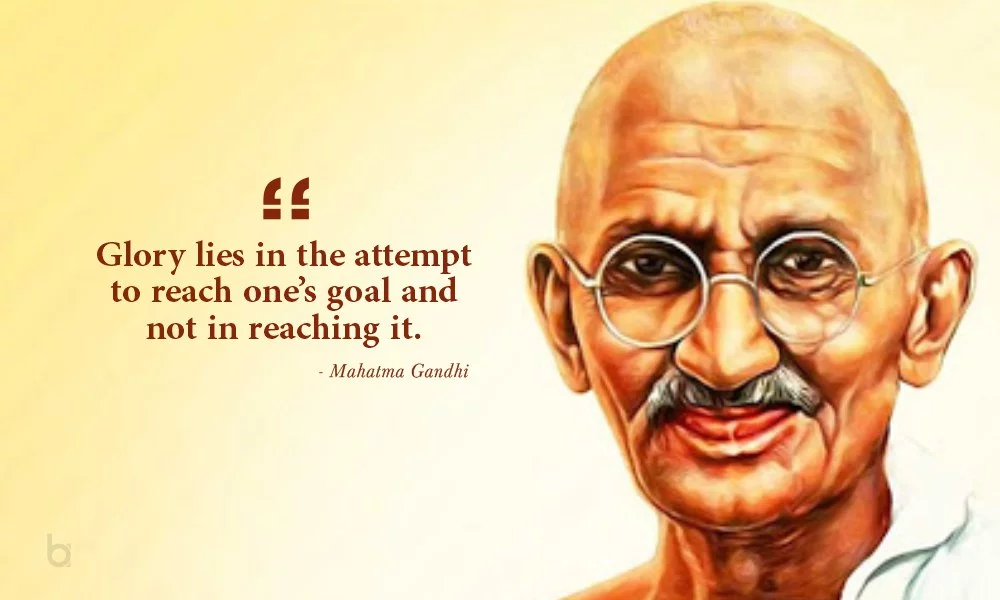 “
Glory lies in the attempt
to reach one’s goal and
not in reaching it.
- Mahatma Gandhi
b